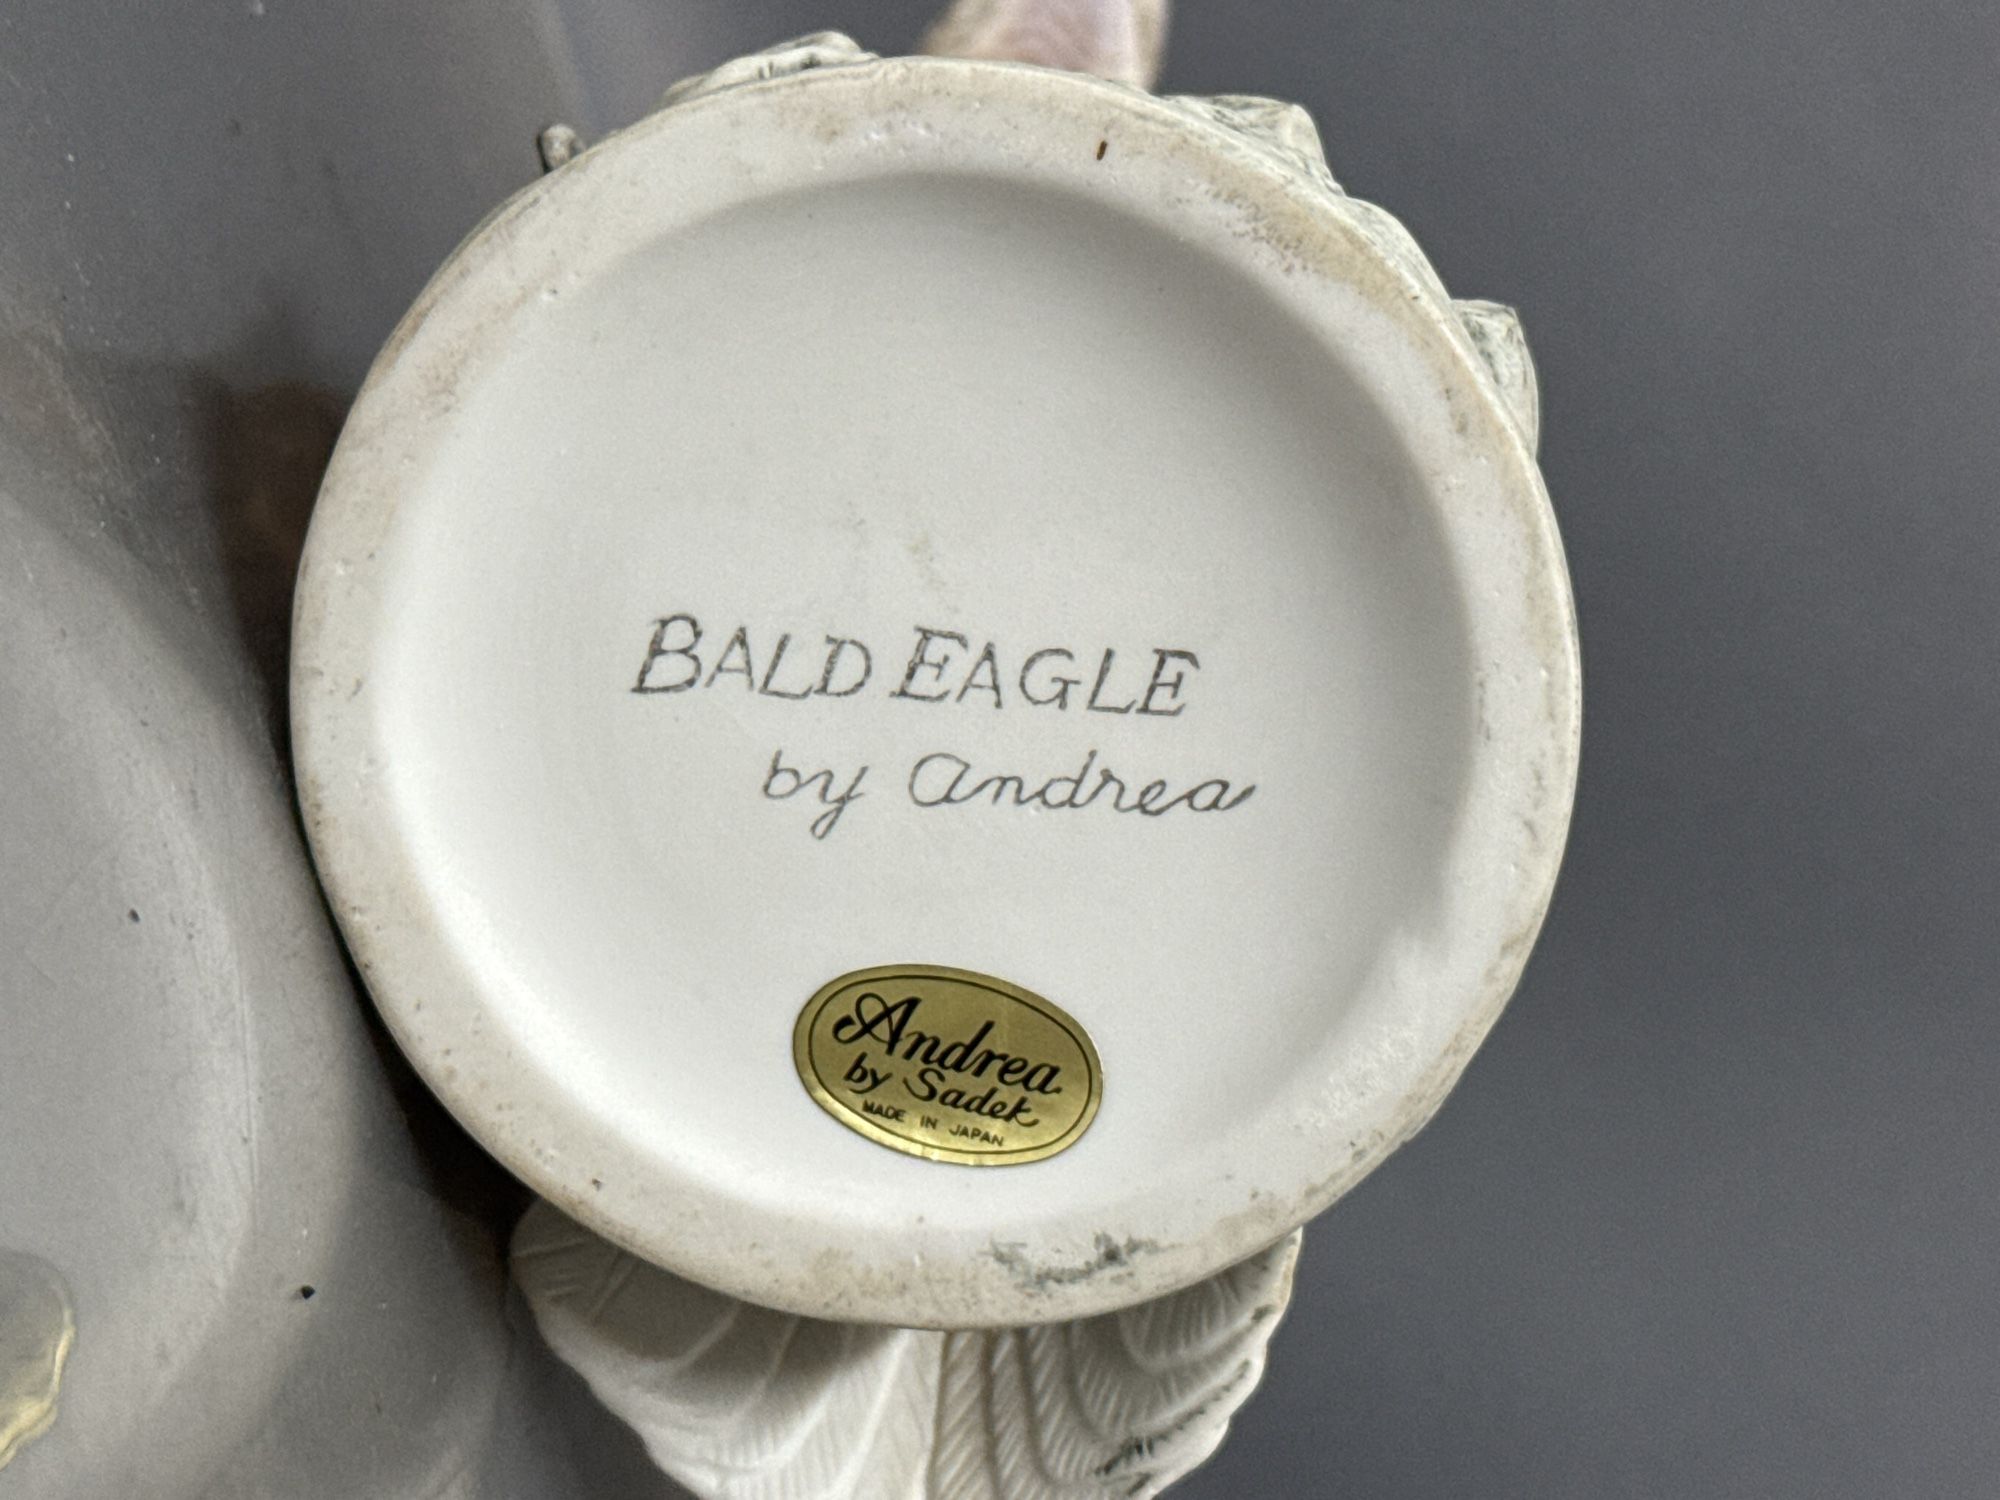 BALD EAGLE
by Andrea
Andrea
by Sadek
MADE IN JAPAN